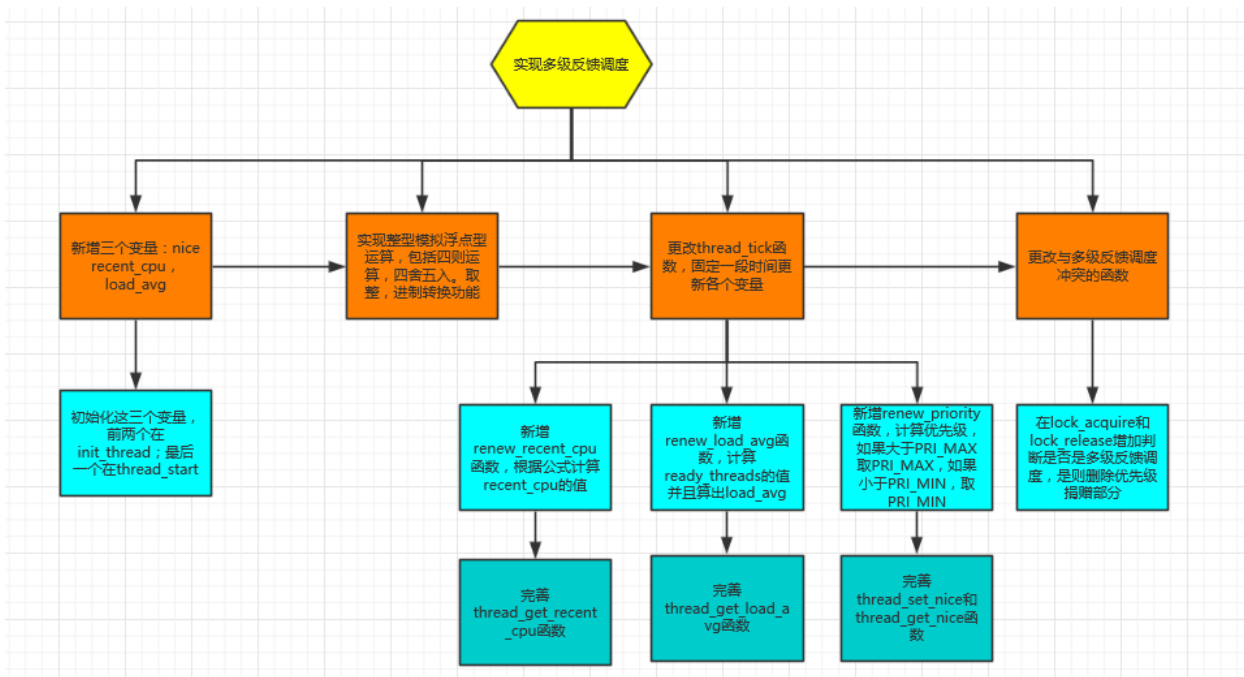 实现多级反馈调度
新增三个变量：nice
recent_cpu，
load_avg
实现整型模拟浮点型
运算，包括四则运
算，四舍五入。取
整，进制转换功能
更改thread_tick函
数，固定一段时间更
新各个变量
更改与多级反馈调度
冲突的函数
初始化这三个变量，
前两个在
init_thread；最后
一个在thread_start
新增
renew_recent_cpu
函数，根据公式计算
recent_cpu的值
新增
renew_load_avg函
数，计算
ready_threads的值
并且算出load_avg
新增renew_priority
函数，计算优先级，
如果大于PRI_MAX
取PRI_MAX，如果
小于PRI_MIN，取
PRI_MIN
在lock_acquire和
lock_release增加判
断是否是多级反馈调
度，是则删除优先级
捐赠部分
完善
thread_get_recent
_cpu函数
完善
thread_get_load_a
vg函数
完善
thread_set_nice和
thread_get_nice函
数